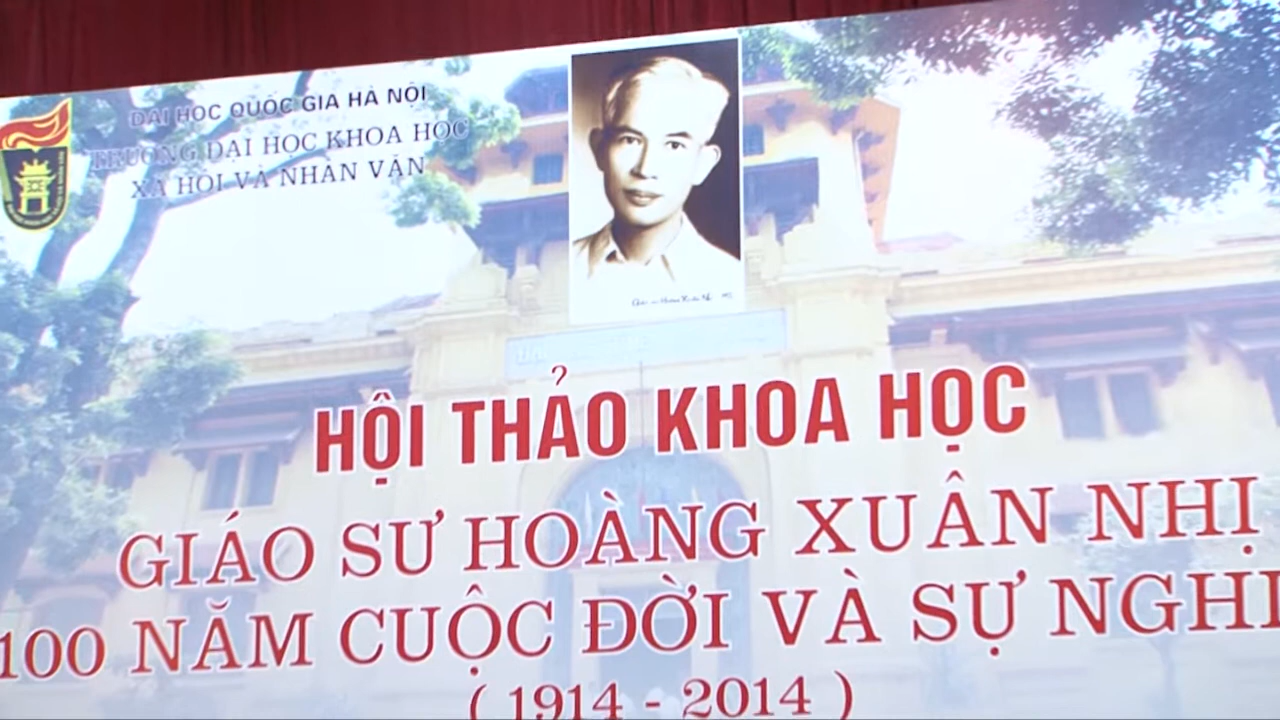 ĐẠI HỌC QUỐC GIA HÀ NỘI
TRƯỜNG ĐẠI HỌC KHOA HỌC
XÃ HỘI VÀ NHÂN VĂN
HỘI THẢO KHOA HỌC
GIÁO SƯ HOÀNG XUÂN NHỊ
100 NĂM CUỘC ĐỜI VÀ SỰ NGHI
( 1914 - 2014 )